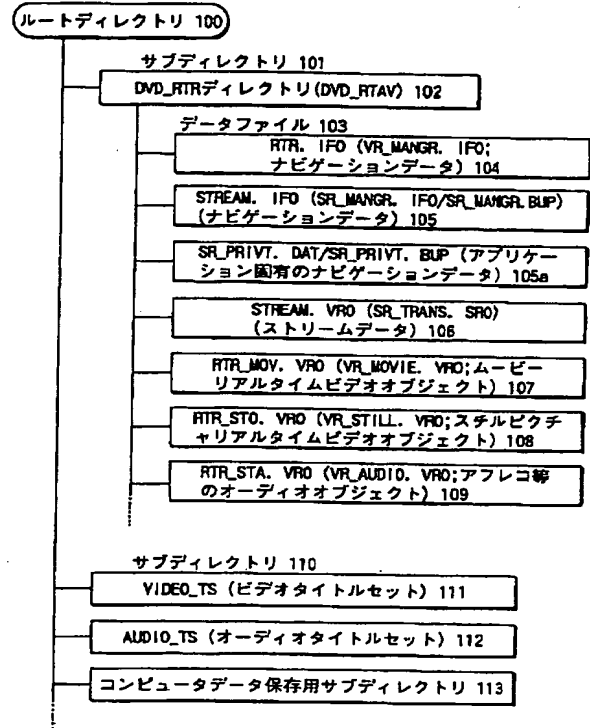 ルートディレクトリ 100
サブディレクトリ 101
DVD_RTRディレクトリ(DVD_RTAV) 102
データファイル 103
RTR. IFO (VR_MANGR. IFO;
ナビゲーションデータ) 104
STREAM. IFO (SR_MANGR. IFO/SR_MANGR. BUP)
(ナビゲーションデータ) 105
SR_PRIVT. DAT/SR_PRIVT. BUP (アプリケー
ション固有のナビゲーションデータ) 105a
STREAM. VRO (SR_TRANS. SRO)
(ストリームデータ) 106
RTR_MOV. VRO (VR_MOVIE. VRO;ムービー
リアルタイムビデオオブジェクト) 107
RTR_STO. VRO (VR_STILL. VRO;スチルピクチ
ャリアルタイムビデオオブジェクト) 108
RTR_STA. VRO (VR_AUDIO. VRO;アフレコ等
のオーディオオブジェクト) 109
サブディレクトリ 110
VIDEO_TS (ビデオタイトルセット) 111
AUDIO_TS (オーディオタイトルセット) 112
コンピュータデータ保存用サブディレクトリ 113